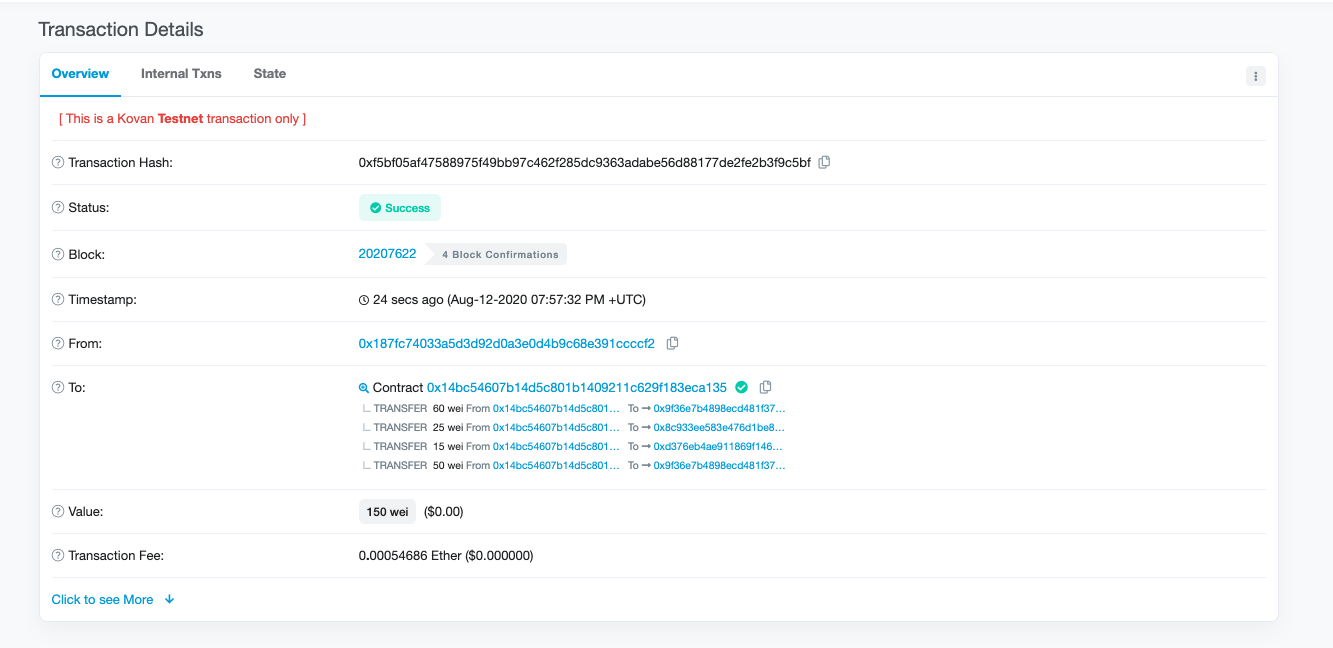 Transaction Details
Overview Internal Txns State
[ This is a Kovan Testnet transaction only ]
Transaction Hash: 0xf5bf05af47588975f49bb97c462f285dc9363adabe56d88177de2fe2b3f9c5bf
Status: Success
Block: 20207622 4 Block Confirmations
Timestamp: 24 secs ago (Aug-12-2020 07:57:32 PM +UTC)
From: 0x187fc74033a5d3d92d0a3e0d4b9c68e391ccccf2
To: Contract 0x14bc54607b14d5c801b1409211c629f183eca135
TRANSFER 60 wei From 0x14bc54607b14d5c801... To → 0x9f36e7b4898ecd481f37...
TRANSFER 25 wei From 0x14bc54607b14d5c801... To → 0x8c933ee583e476d1be8...
TRANSFER 15 wei From 0x14bc54607b14d5c801... To → 0xd376eb4ae911869f146...
TRANSFER 50 wei From 0x14bc54607b14d5c801... To → 0x9f36e7b4898ecd481f37...
Value: 150 wei ($0.00)
Transaction Fee: 0.00054686 Ether ($0.000000)
Click to see More ↓